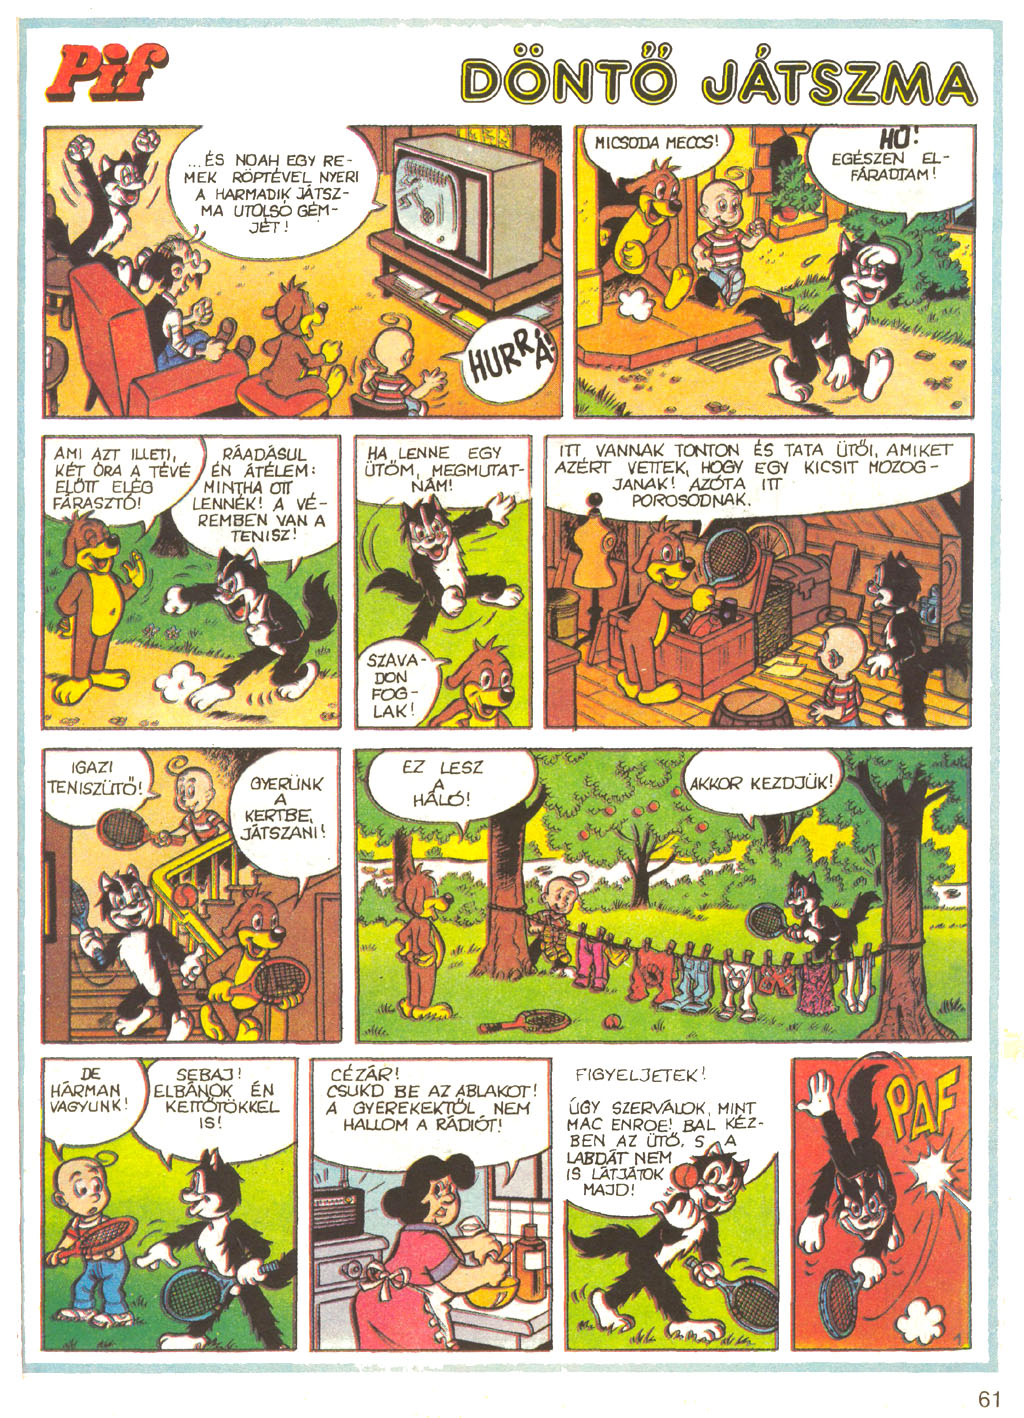 Pif
DÖNTŐ JÁTSZMA
...ÉS NOAH EGY RE-
MEK RÖPTÉVEL NYERI
A HARMADIK JÁTSZ-
MA UTOLSÓ GÉM-
JÉT!
HURRÁ!
MICSODA MECCS!
HŰ!
EGÉSZEN EL-
FÁRADTAM!
AMI AZT ILLETI,
KÉT ÓRA A TÉVÉ
ELŐTT ELÉG
FÁRASZTÓ!
RÁADÁSUL
ÉN ÁTÉLEM:
MINTHA OTT
LENNÉK! A VÉ-
REMBEN VAN A
TENISZ!
HA LENNE EGY
ÜTŐM, MEGMUTAT-
NÁM!
SZAVA-
DON
FOG-
LAK!
ITT VANNAK TONTON ÉS TATA ÜTŐI, AMIKET
AZÉRT VETTEK, HOGY EGY KICSIT MOZOG-
JANAK! AZÓTA ITT
POROSODNAK.
IGAZI
TENISZÜTŐ!
GYERÜNK
A
KERTBE,
JÁTSZANI!
EZ LESZ
A
HÁLÓ!
AKKOR KEZDJÜK!
DE
HÁRMAN
VAGYUNK!
SEBAJ!
ELBÁNOK ÉN
KETTŐTÖKKEL
IS!
CÉZÁR!
CSUKD BE AZ ABLAKOT!
A GYEREKEKTŐL NEM
HALLOM A RÁDIÓT!
FIGYELJETEK!
ÚGY SZERVÁLOK, MINT
MAC ENROE! BAL KÉZ-
BEN AZ ÜTŐ, S A
LABDÁT NEM
IS LÁTJÁTOK
MAJD!
PAF
1
61